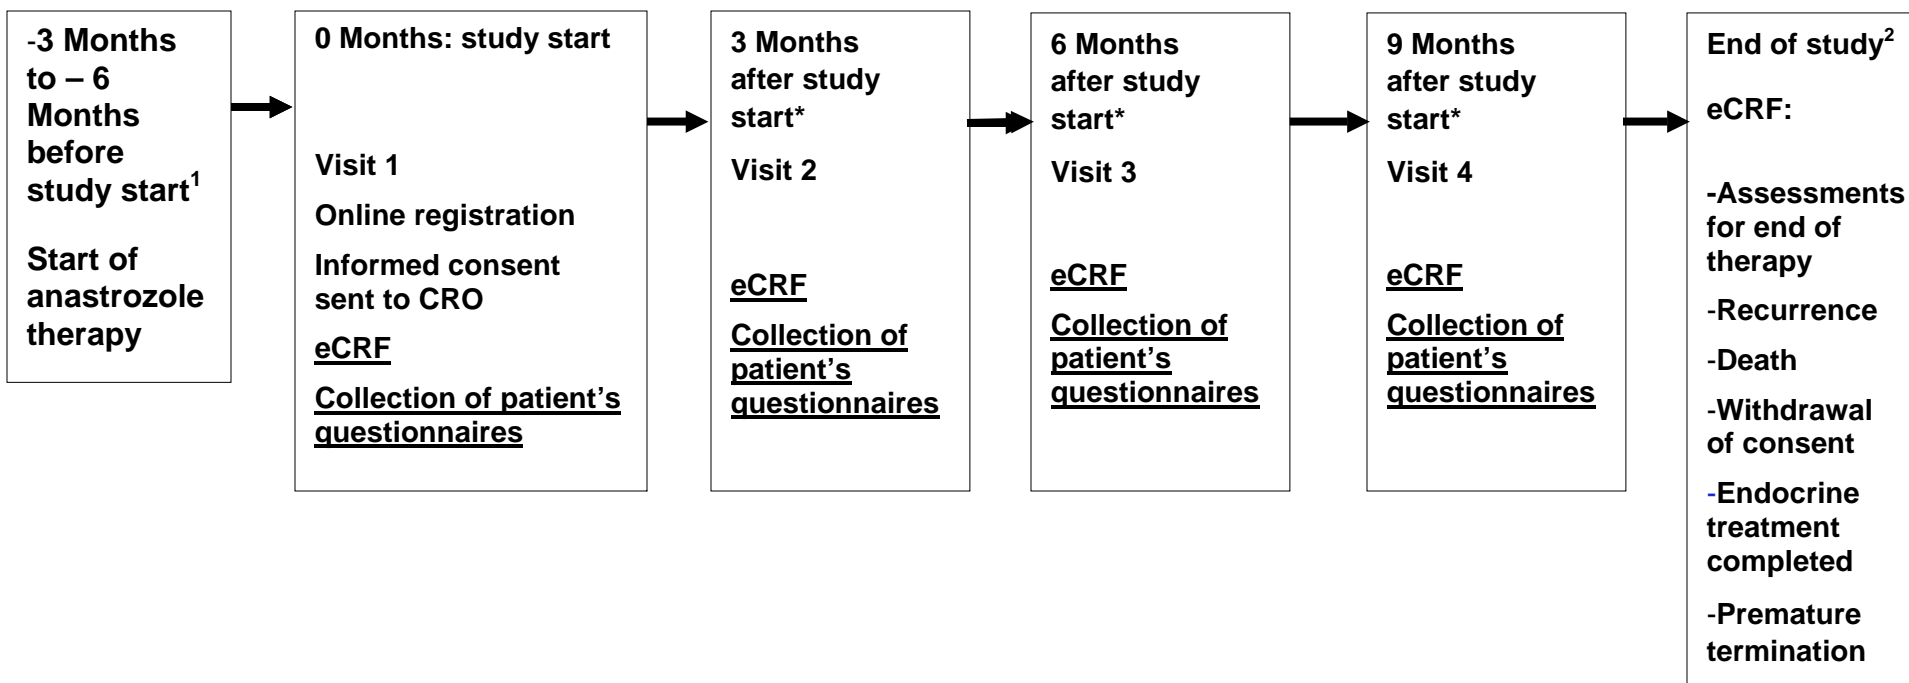 -3 Months
to – 6
Months
before
study start1
Start of
anastrozole
therapy
0 Months: study start
Visit 1
Online registration
Informed consent
sent to CRO
eCRF
Collection of patient’s
questionnaires
3 Months
after study
start*
Visit 2
eCRF
Collection of
patient’s
questionnaires
6 Months
after study
start*
Visit 3
eCRF
Collection of
patient’s
questionnaires
9 Months
after study
start*
Visit 4
eCRF
Collection of
patient’s
questionnaires
End of study2
eCRF:
-Assessments
for end of
therapy
-Recurrence
-Death
-Withdrawal
of consent
-Endocrine
treatment
completed
-Premature
termination